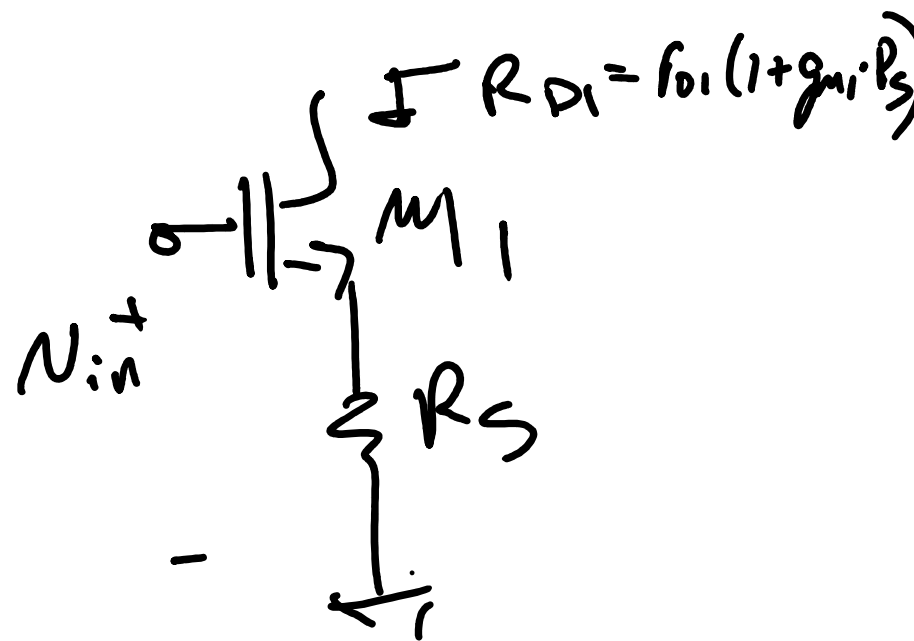 R_D1 = r_o1 (1 + g_m1 · R_S)
M1
+
v_in
R_S
-